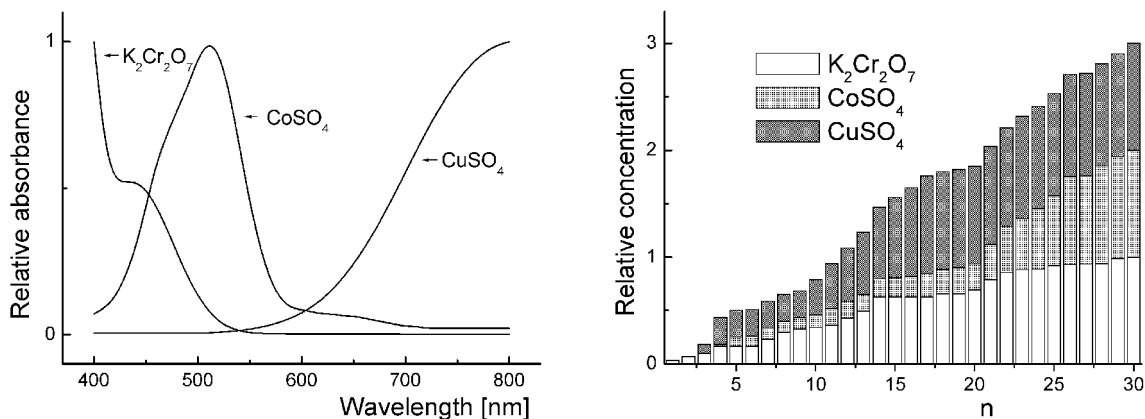 1
K₂Cr₂O₇
CoSO₄
CuSO₄
0
400 500 600 700 800
Wavelength [nm]
Relative absorbance
3
2
1
0
K₂Cr₂O₇
CoSO₄
CuSO₄
5 10 15 20 25 30
n
Relative concentration